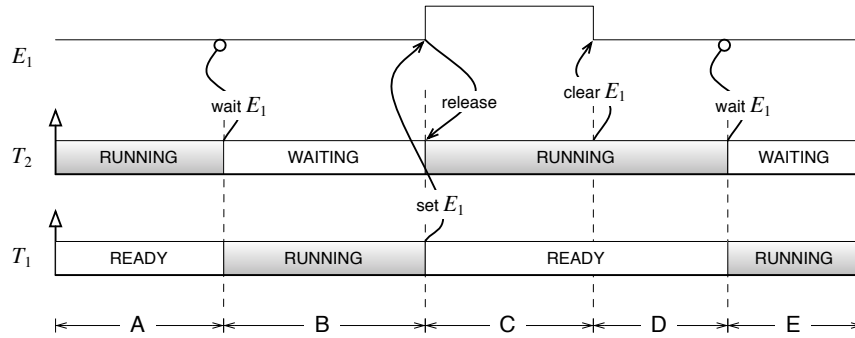 E1
wait E1
release
clear E1
wait E1
T2
RUNNING
WAITING
RUNNING
WAITING
set E1
T1
READY
RUNNING
READY
RUNNING
A
B
C
D
E